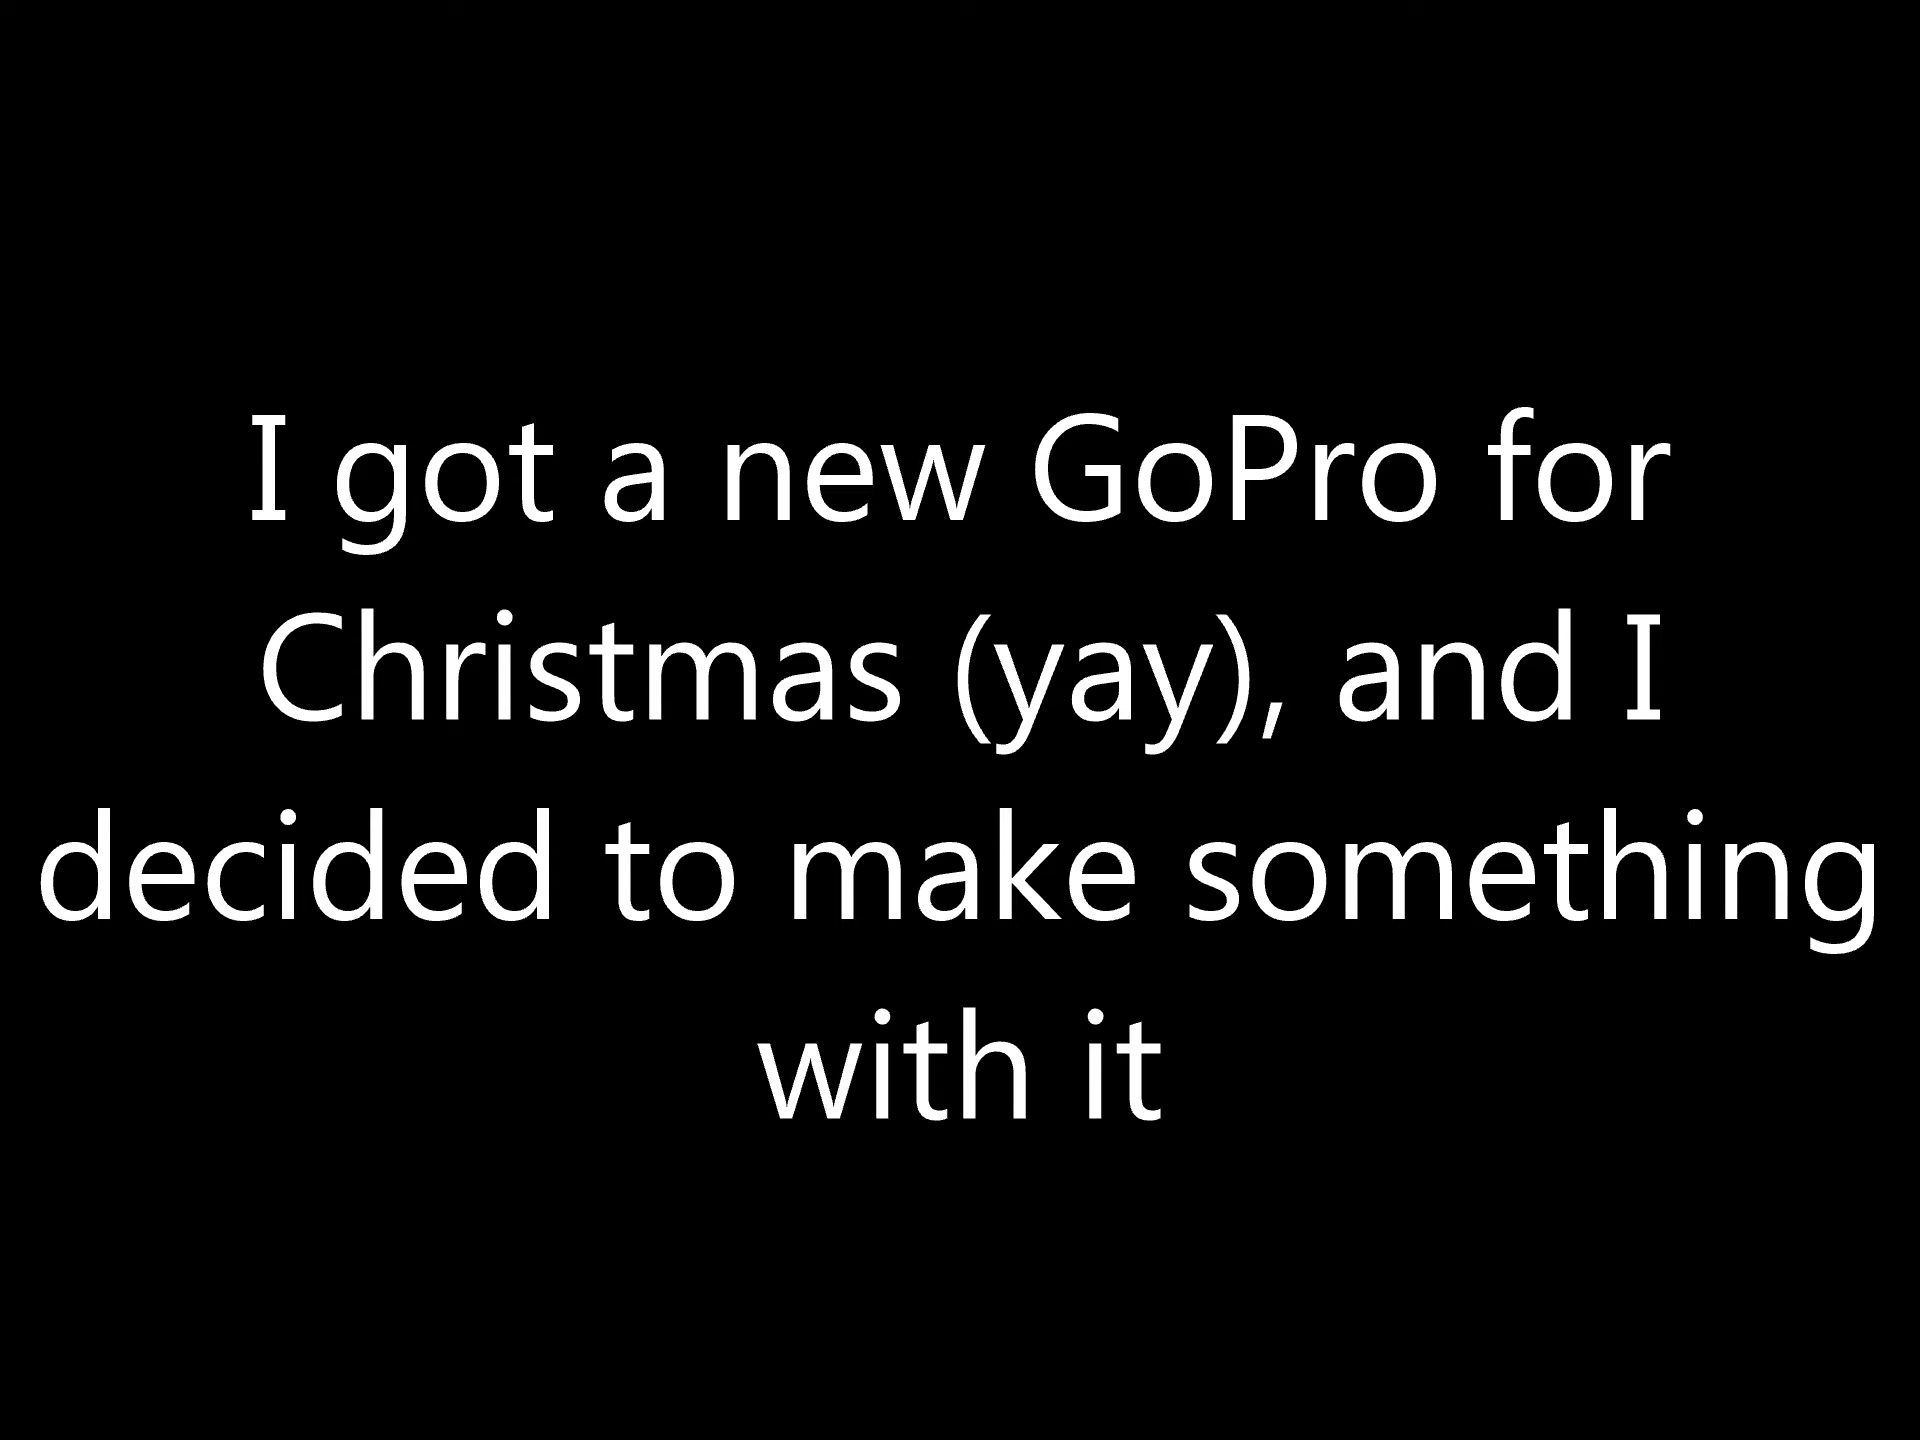 I got a new GoPro for
Christmas (yay), and I
decided to make something
with it